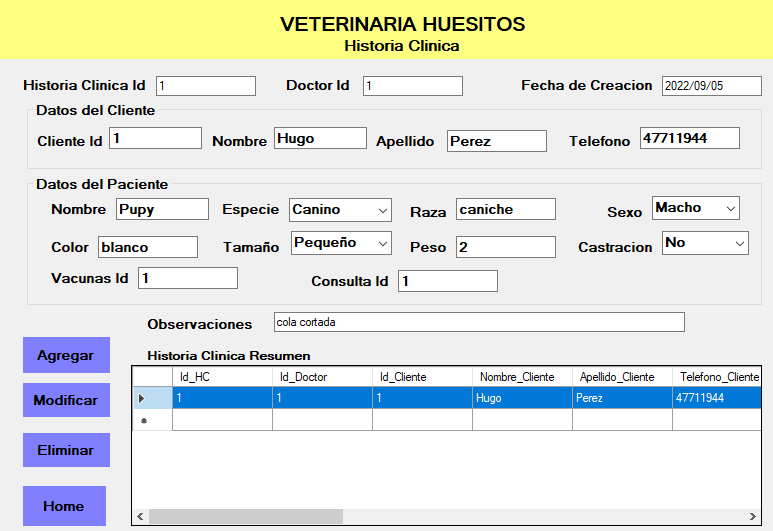 VETERINARIA HUESITOS
Historia Clinica
Historia Clinica Id 1 Doctor Id 1 Fecha de Creacion 2022/09/05
Datos del Cliente
Cliente Id 1 Nombre Hugo Apellido Perez Telefono 47711944
Datos del Paciente
Nombre Pupy Especie Canino Raza caniche Sexo Macho
Color blanco Tamaño Pequeño Peso 2 Castracion No
Vacunas Id 1 Consulta Id 1
Observaciones cola cortada
Agregar
Historia Clinica Resumen
Id_HC Id_Doctor Id_Cliente Nombre_Cliente Apellido_Cliente Telefono_Cliente
1 1 1 Hugo Perez 47711944
Modificar
Eliminar
Home